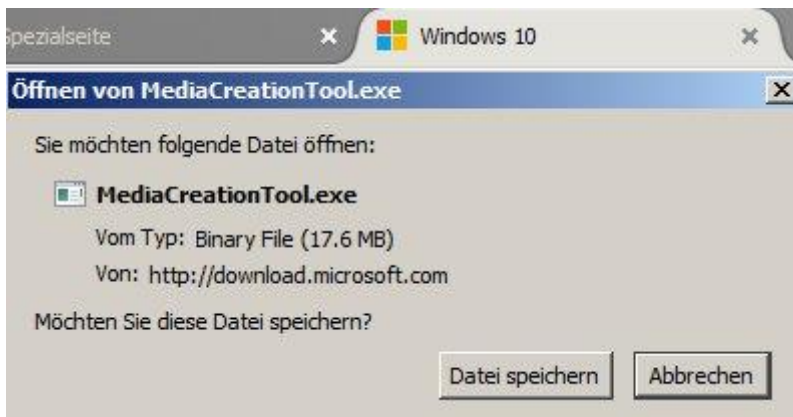 Spezialseite
Windows 10
Öffnen von MediaCreationTool.exe
Sie möchten folgende Datei öffnen:
MediaCreationTool.exe
Vom Typ: Binary File (17.6 MB)
Von: http://download.microsoft.com
Möchten Sie diese Datei speichern?
Datei speichern
Abbrechen